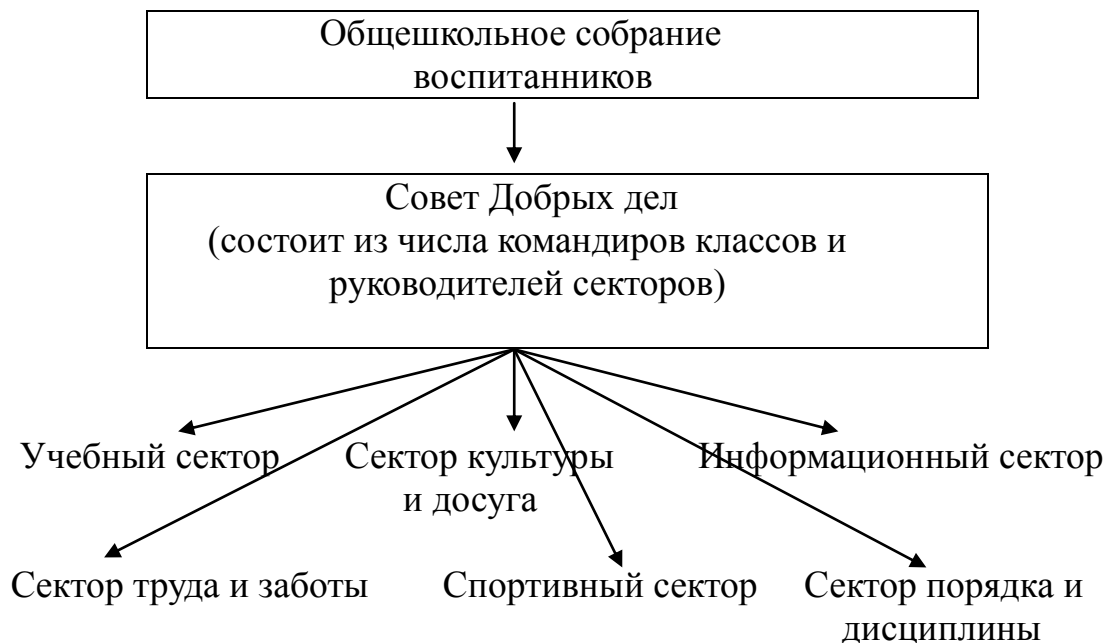 Общешкольное собрание
воспитанников
Совет Добрых дел
(состоит из числа командиров классов и
руководителей секторов)
Учебный сектор
Сектор культуры
и досуга
Информационный сектор
Сектор труда и заботы
Спортивный сектор
Сектор порядка и
дисциплины